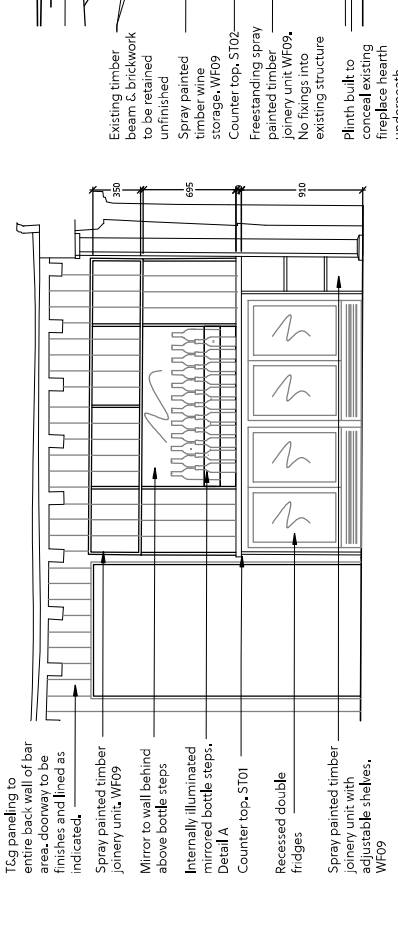 T&g paneling to
entire back wall of bar
area. doorway to be
finishes and lined as
indicated.
Spray painted timber
joinery unit. WF09
Mirror to wall behind
above bottle steps
Internally illuminated
mirrored bottle steps.
Detail A
Counter top. ST01
Recessed double
fridges
Spray painted timber
joinery unit with
adjustable shelves.
WF09
350
695
910
Existing timber
beam & brickwork
to be retained
unfinished
Spray painted
timber wine
storage. WF09
Counter top. ST02
Freestanding spray
painted timber
joinery unit WF09.
No fixings into
existing structure
Plinth built to
conceal existing
fireplace hearth
underneath